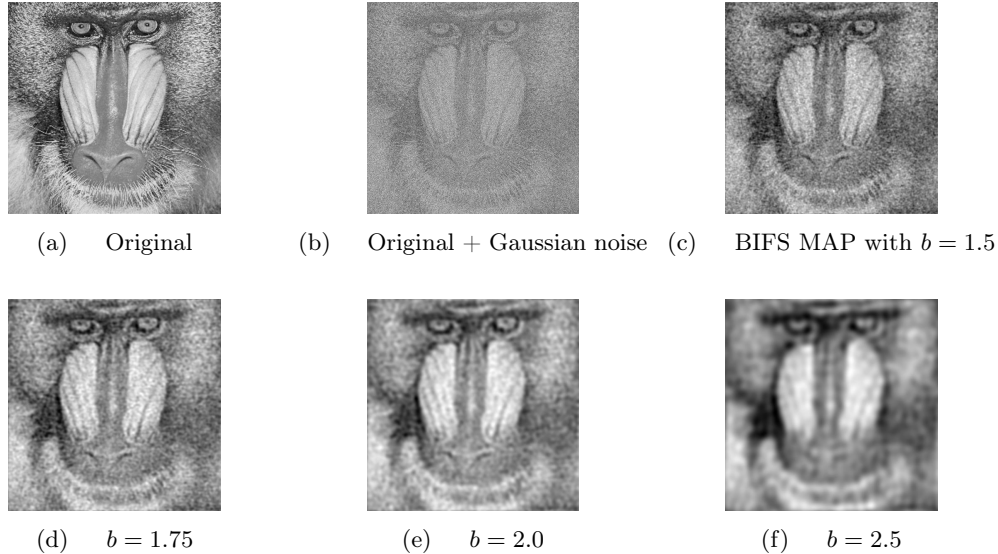 (a) Original
(b) Original + Gaussian noise
(c) BIFS MAP with b = 1.5
(d) b = 1.75
(e) b = 2.0
(f) b = 2.5